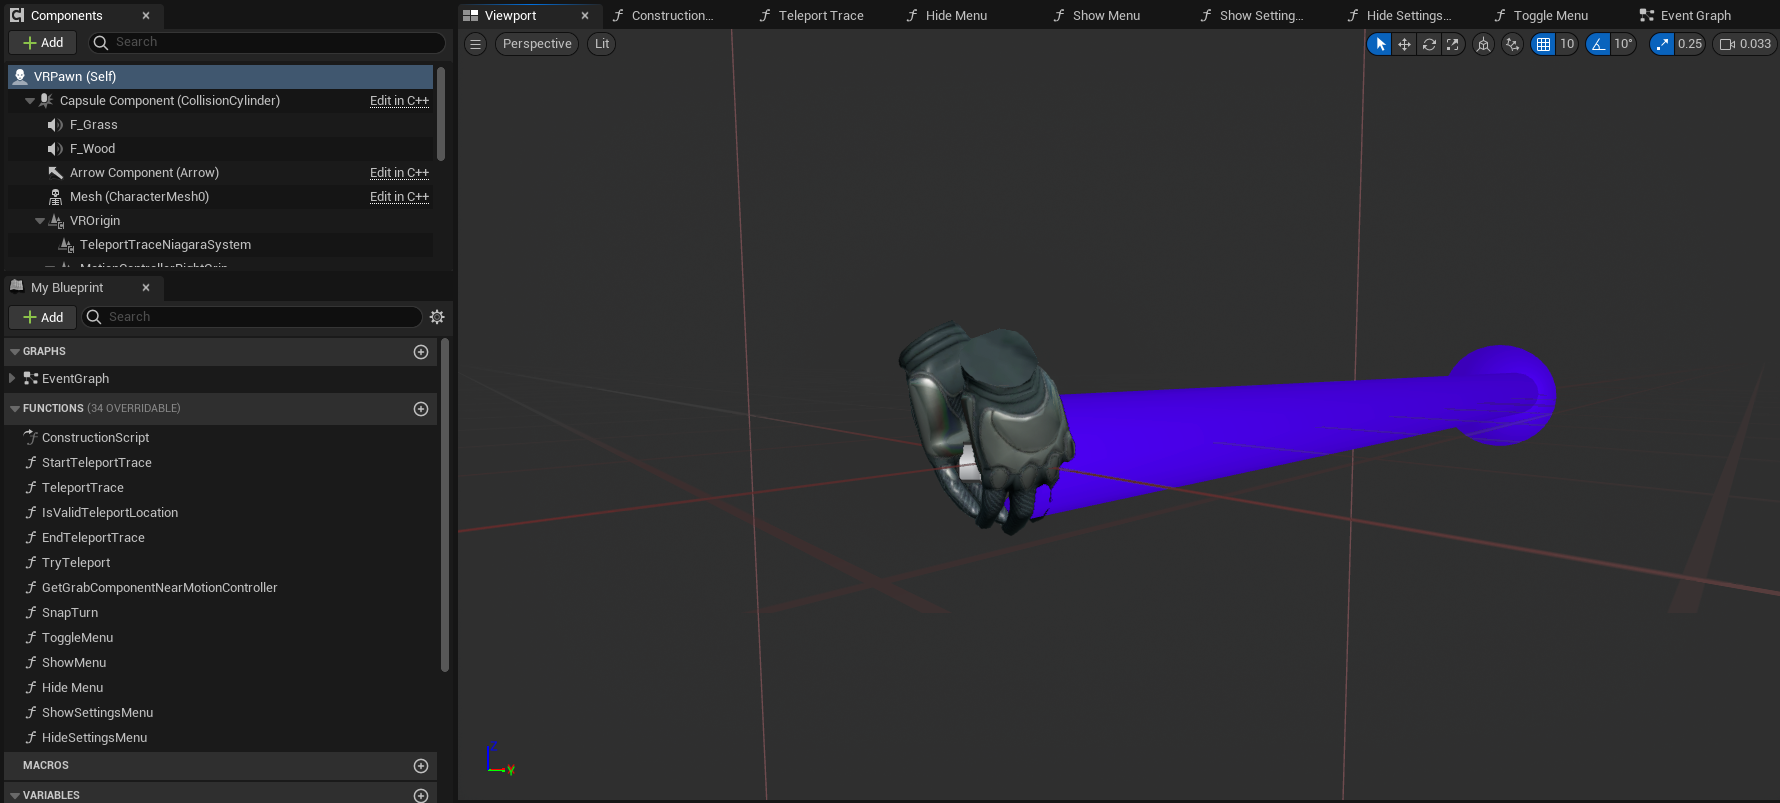 Components
Add
Search
VRPawn (Self)
Capsule Component (CollisionCylinder) Edit in C++
F_Grass
F_Wood
Arrow Component (Arrow) Edit in C++
Mesh (CharacterMesh0) Edit in C++
VROrigin
TeleportTraceNiagaraSystem
MotionControllerRightGrip
My Blueprint
Add
Search
GRAPHS
EventGraph
FUNCTIONS (34 OVERRIDABLE)
ConstructionScript
StartTeleportTrace
TeleportTrace
IsValidTeleportLocation
EndTeleportTrace
TryTeleport
GetGrabComponentNearMotionController
SnapTurn
ToggleMenu
ShowMenu
Hide Menu
ShowSettingsMenu
HideSettingsMenu
MACROS
VARIABLES
Viewport Construction... Teleport Trace Hide Menu Show Menu Show Setting... Hide Settings... Toggle Menu Event Graph
Perspective Lit 10 10° 0.25 0.033
Z
Y